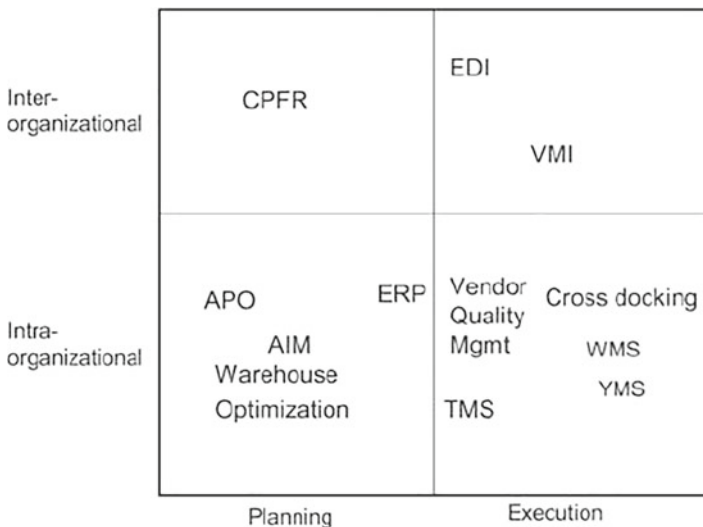 Inter-
organizational
CPFR
EDI
VMI
Intra-
organizational
APO
ERP
AIM
Warehouse
Optimization
Vendor
Quality
Mgmt
TMS
Cross docking
WMS
YMS
Planning
Execution